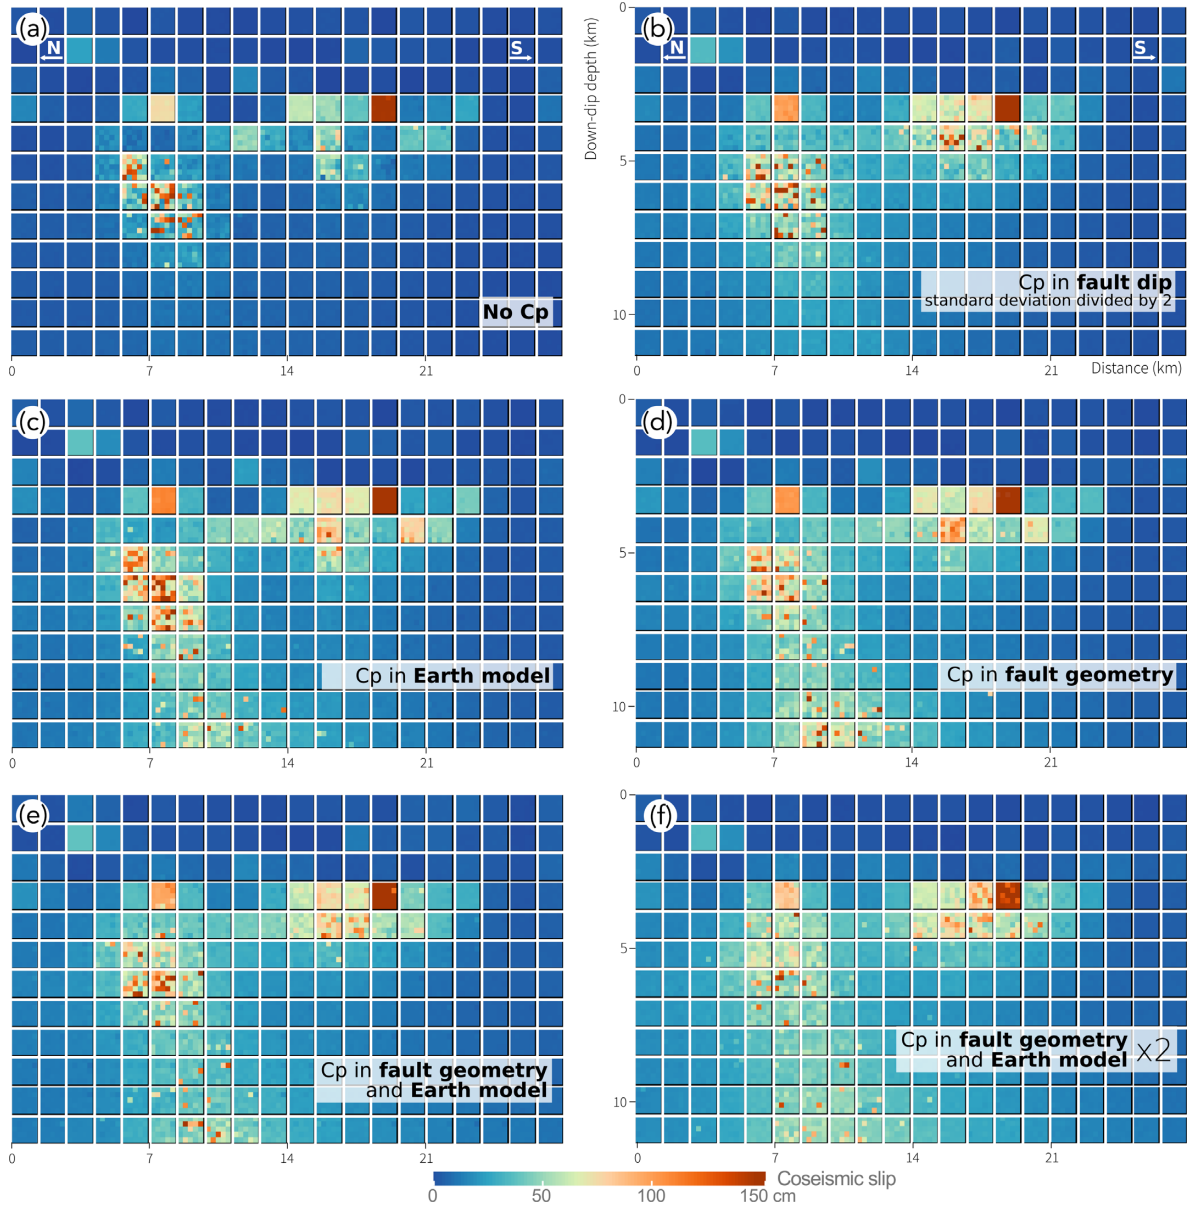 (a)
N
S
No Cp
0 7 14 21
(b)
N
S
Down-dip depth (km)
0
5
10
Cp in fault dip
standard deviation divided by 2
0 7 14 21 Distance (km)
(c)
Cp in Earth model
0 7 14 21
(d)
0
5
10
Cp in fault geometry
0 7 14 21
(e)
Cp in fault geometry
and Earth model
0 7 14 21
(f)
0
5
10
Cp in fault geometry
and Earth model x2
0 7 14 21
Coseismic slip
0 50 100 150 cm